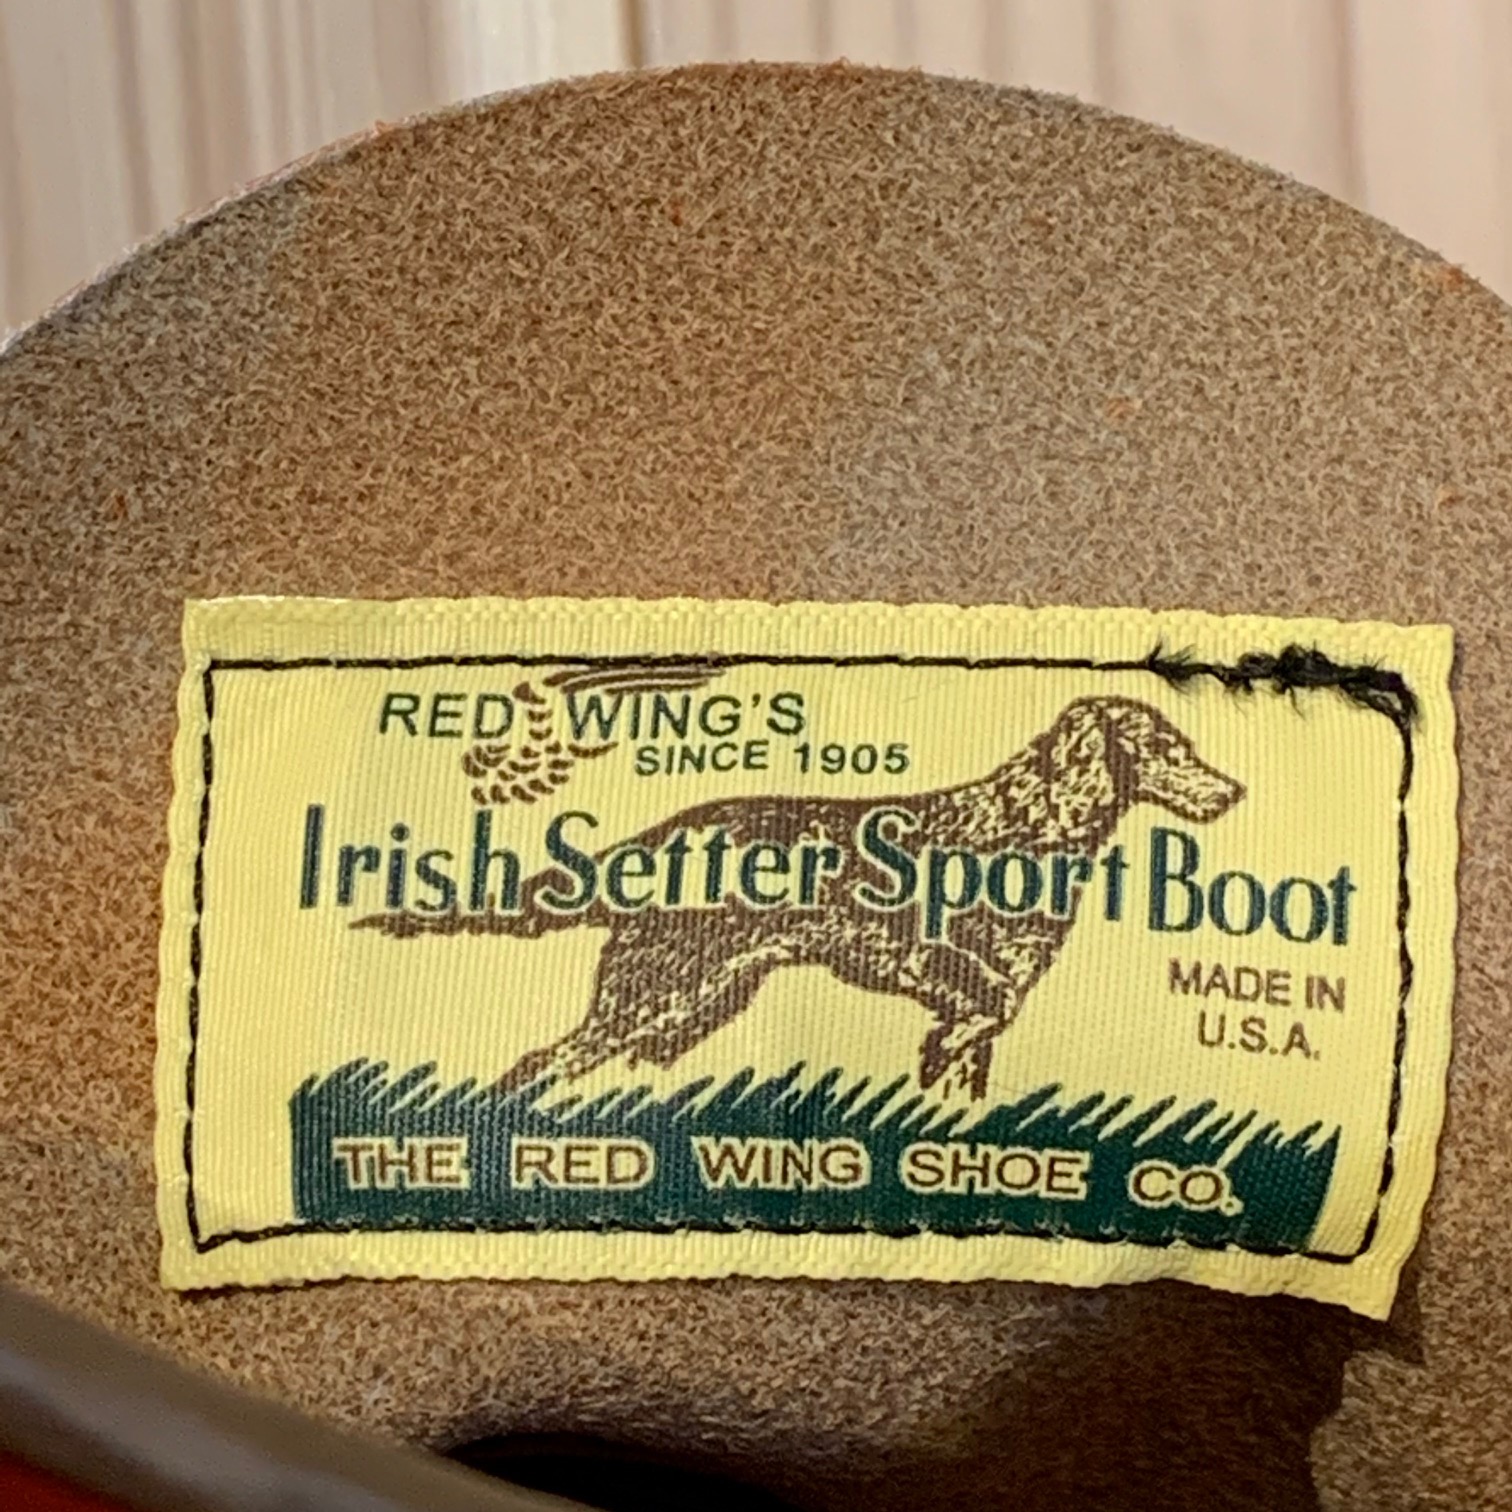 RED WING'S
SINCE 1905
Irish Setter Sport Boot
MADE IN
U.S.A.
THE RED WING SHOE CO.